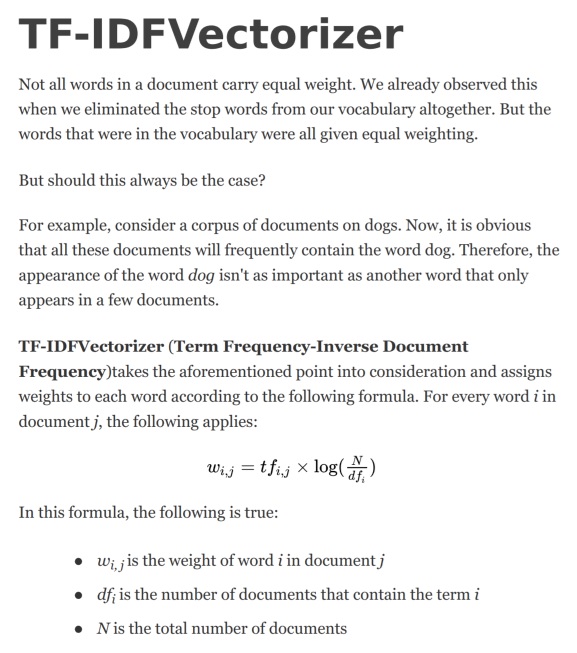 TF-IDFVectorizer
Not all words in a document carry equal weight. We already observed this
when we eliminated the stop words from our vocabulary altogether. But the
words that were in the vocabulary were all given equal weighting.
But should this always be the case?
For example, consider a corpus of documents on dogs. Now, it is obvious
that all these documents will frequently contain the word dog. Therefore, the
appearance of the word dog isn't as important as another word that only
appears in a few documents.
TF-IDFVectorizer (Term Frequency-Inverse Document
Frequency)takes the aforementioned point into consideration and assigns
weights to each word according to the following formula. For every word i in
document j, the following applies:
w_{i,j} = tf_{i,j} × log(\frac{N}{df_i})
In this formula, the following is true:
● w_{i,j} is the weight of word i in document j
● df_i is the number of documents that contain the term i
● N is the total number of documents